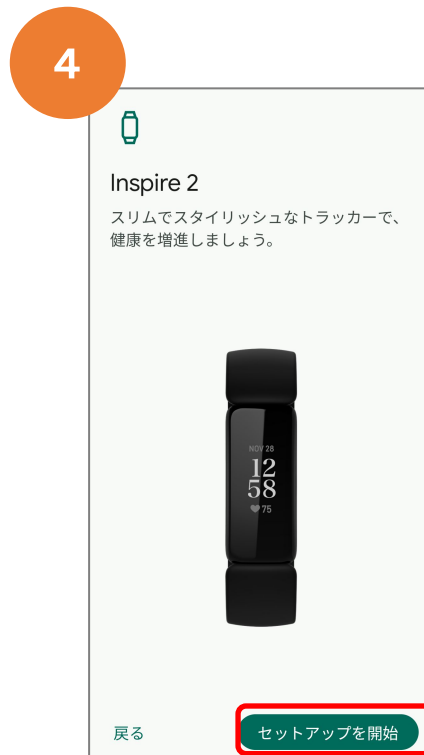 4
Inspire 2
スリムでスタイリッシュなトラッカーで、
健康を増進しましょう。
NOV 28
12
58
75
戻る
セットアップを開始